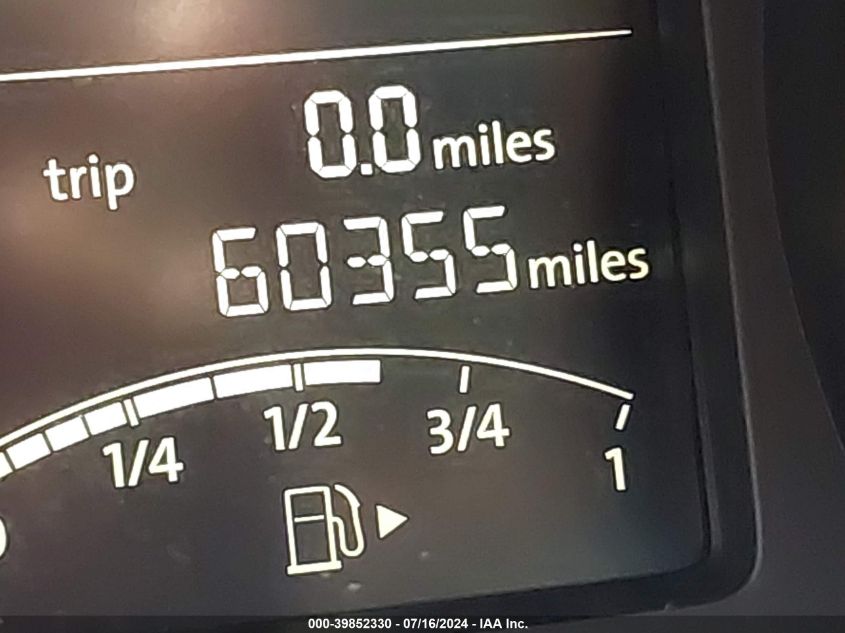 0.0 miles
trip
60355 miles
1/4 1/2 3/4 1
000-39852330 - 07/16/2024 - IAA Inc.